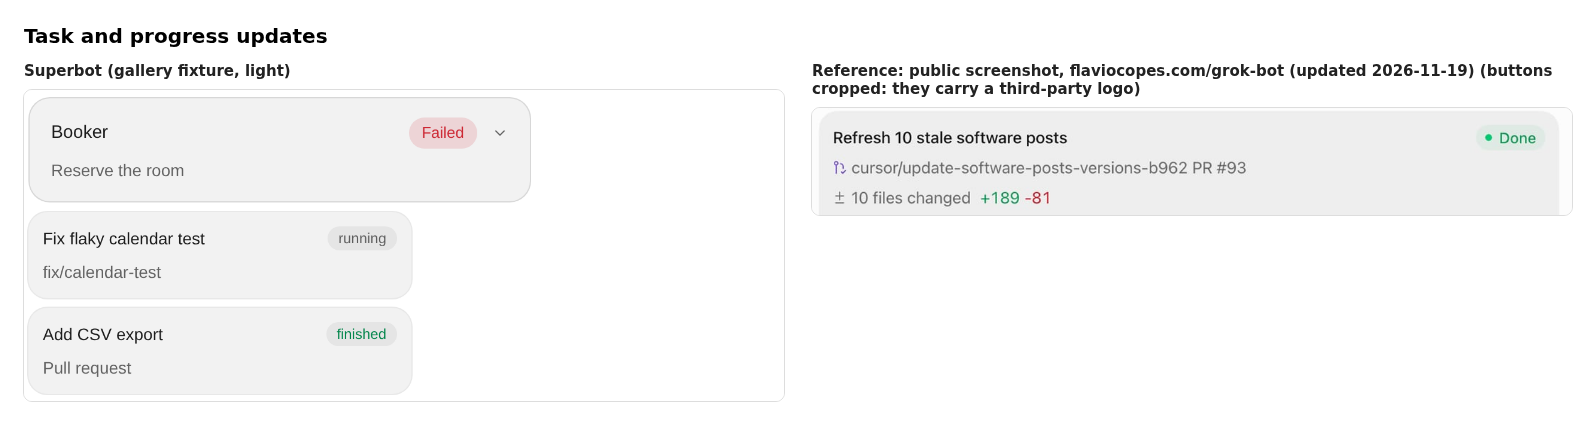 Task and progress updates
Superbot (gallery fixture, light)
Booker
Failed
Reserve the room
Fix flaky calendar test
running
fix/calendar-test
Add CSV export
finished
Pull request
Reference: public screenshot, flaviocopes.com/grok-bot (updated 2026-11-19) (buttons
cropped: they carry a third-party logo)
Refresh 10 stale software posts
Done
cursor/update-software-posts-versions-b962 PR #93
± 10 files changed +189 -81